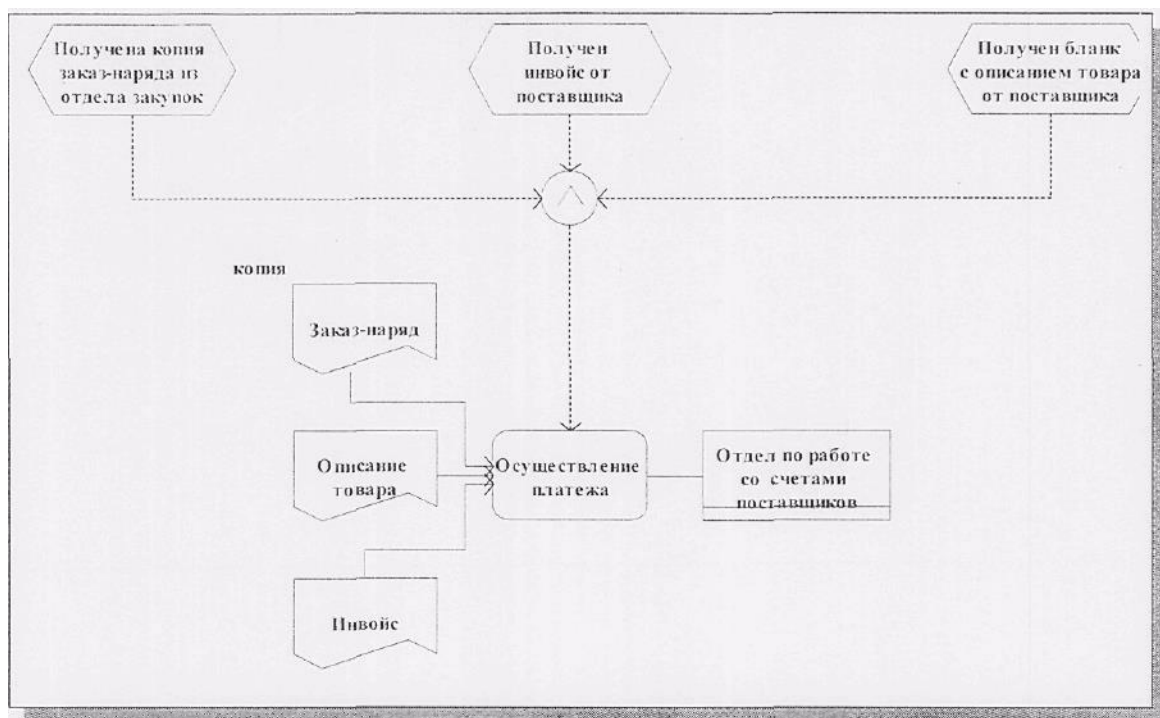 Получена копия
заказ-наряда из
отдела закупок
Получен
инвойс от
поставщика
Получен бланк
с описанием товара
от поставщика
копия
Заказ-наряд
Описание
товара
Осуществление
платежа
Отдел по работе
со счетами
поставщиков
Инвойс